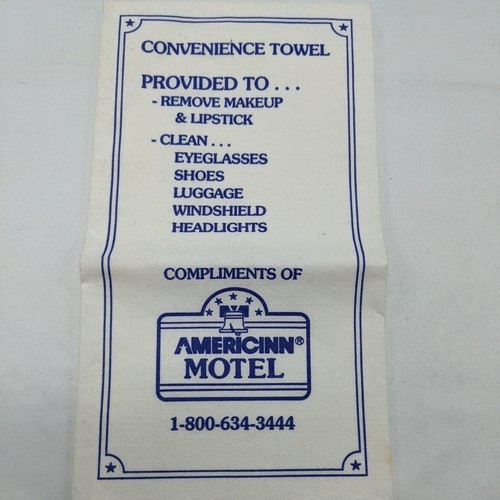 CONVENIENCE TOWEL
PROVIDED TO . . .
- REMOVE MAKEUP
& LIPSTICK
- CLEAN . . .
EYEGLASSES
SHOES
LUGGAGE
WINDSHIELD
HEADLIGHTS
COMPLIMENTS OF
AMERICINN®
MOTEL
1-800-634-3444